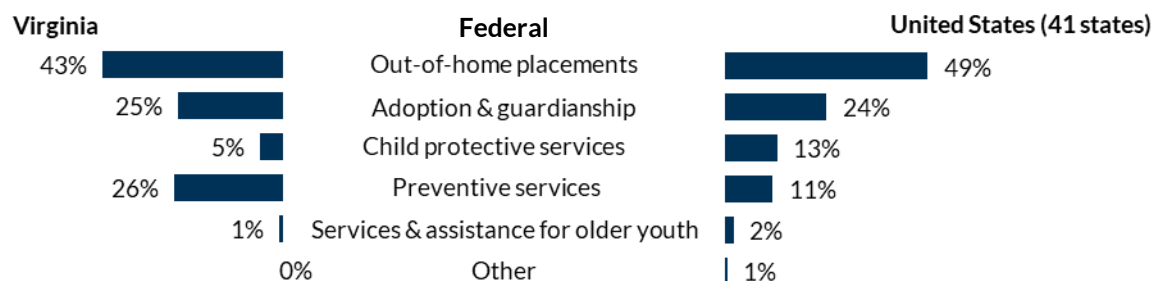 Virginia Federal United States (41 states)
43% Out-of-home placements 49%
25% Adoption & guardianship 24%
5% Child protective services 13%
26% Preventive services 11%
1% Services & assistance for older youth 2%
0% Other 1%